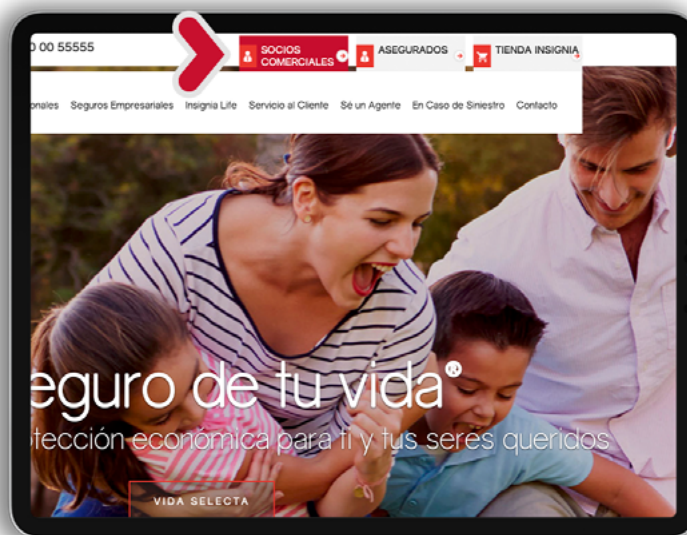 0 00 55555
SOCIOS
COMERCIALES
ASEGURADOS
TIENDA INSIGNIA
onales Seguros Empresariales Insignia Life Servicio al Cliente Sé un Agente En Caso de Siniestro Contacto
eguro de tu vida®
otección económica para ti y tus seres queridos
VIDA SELECTA